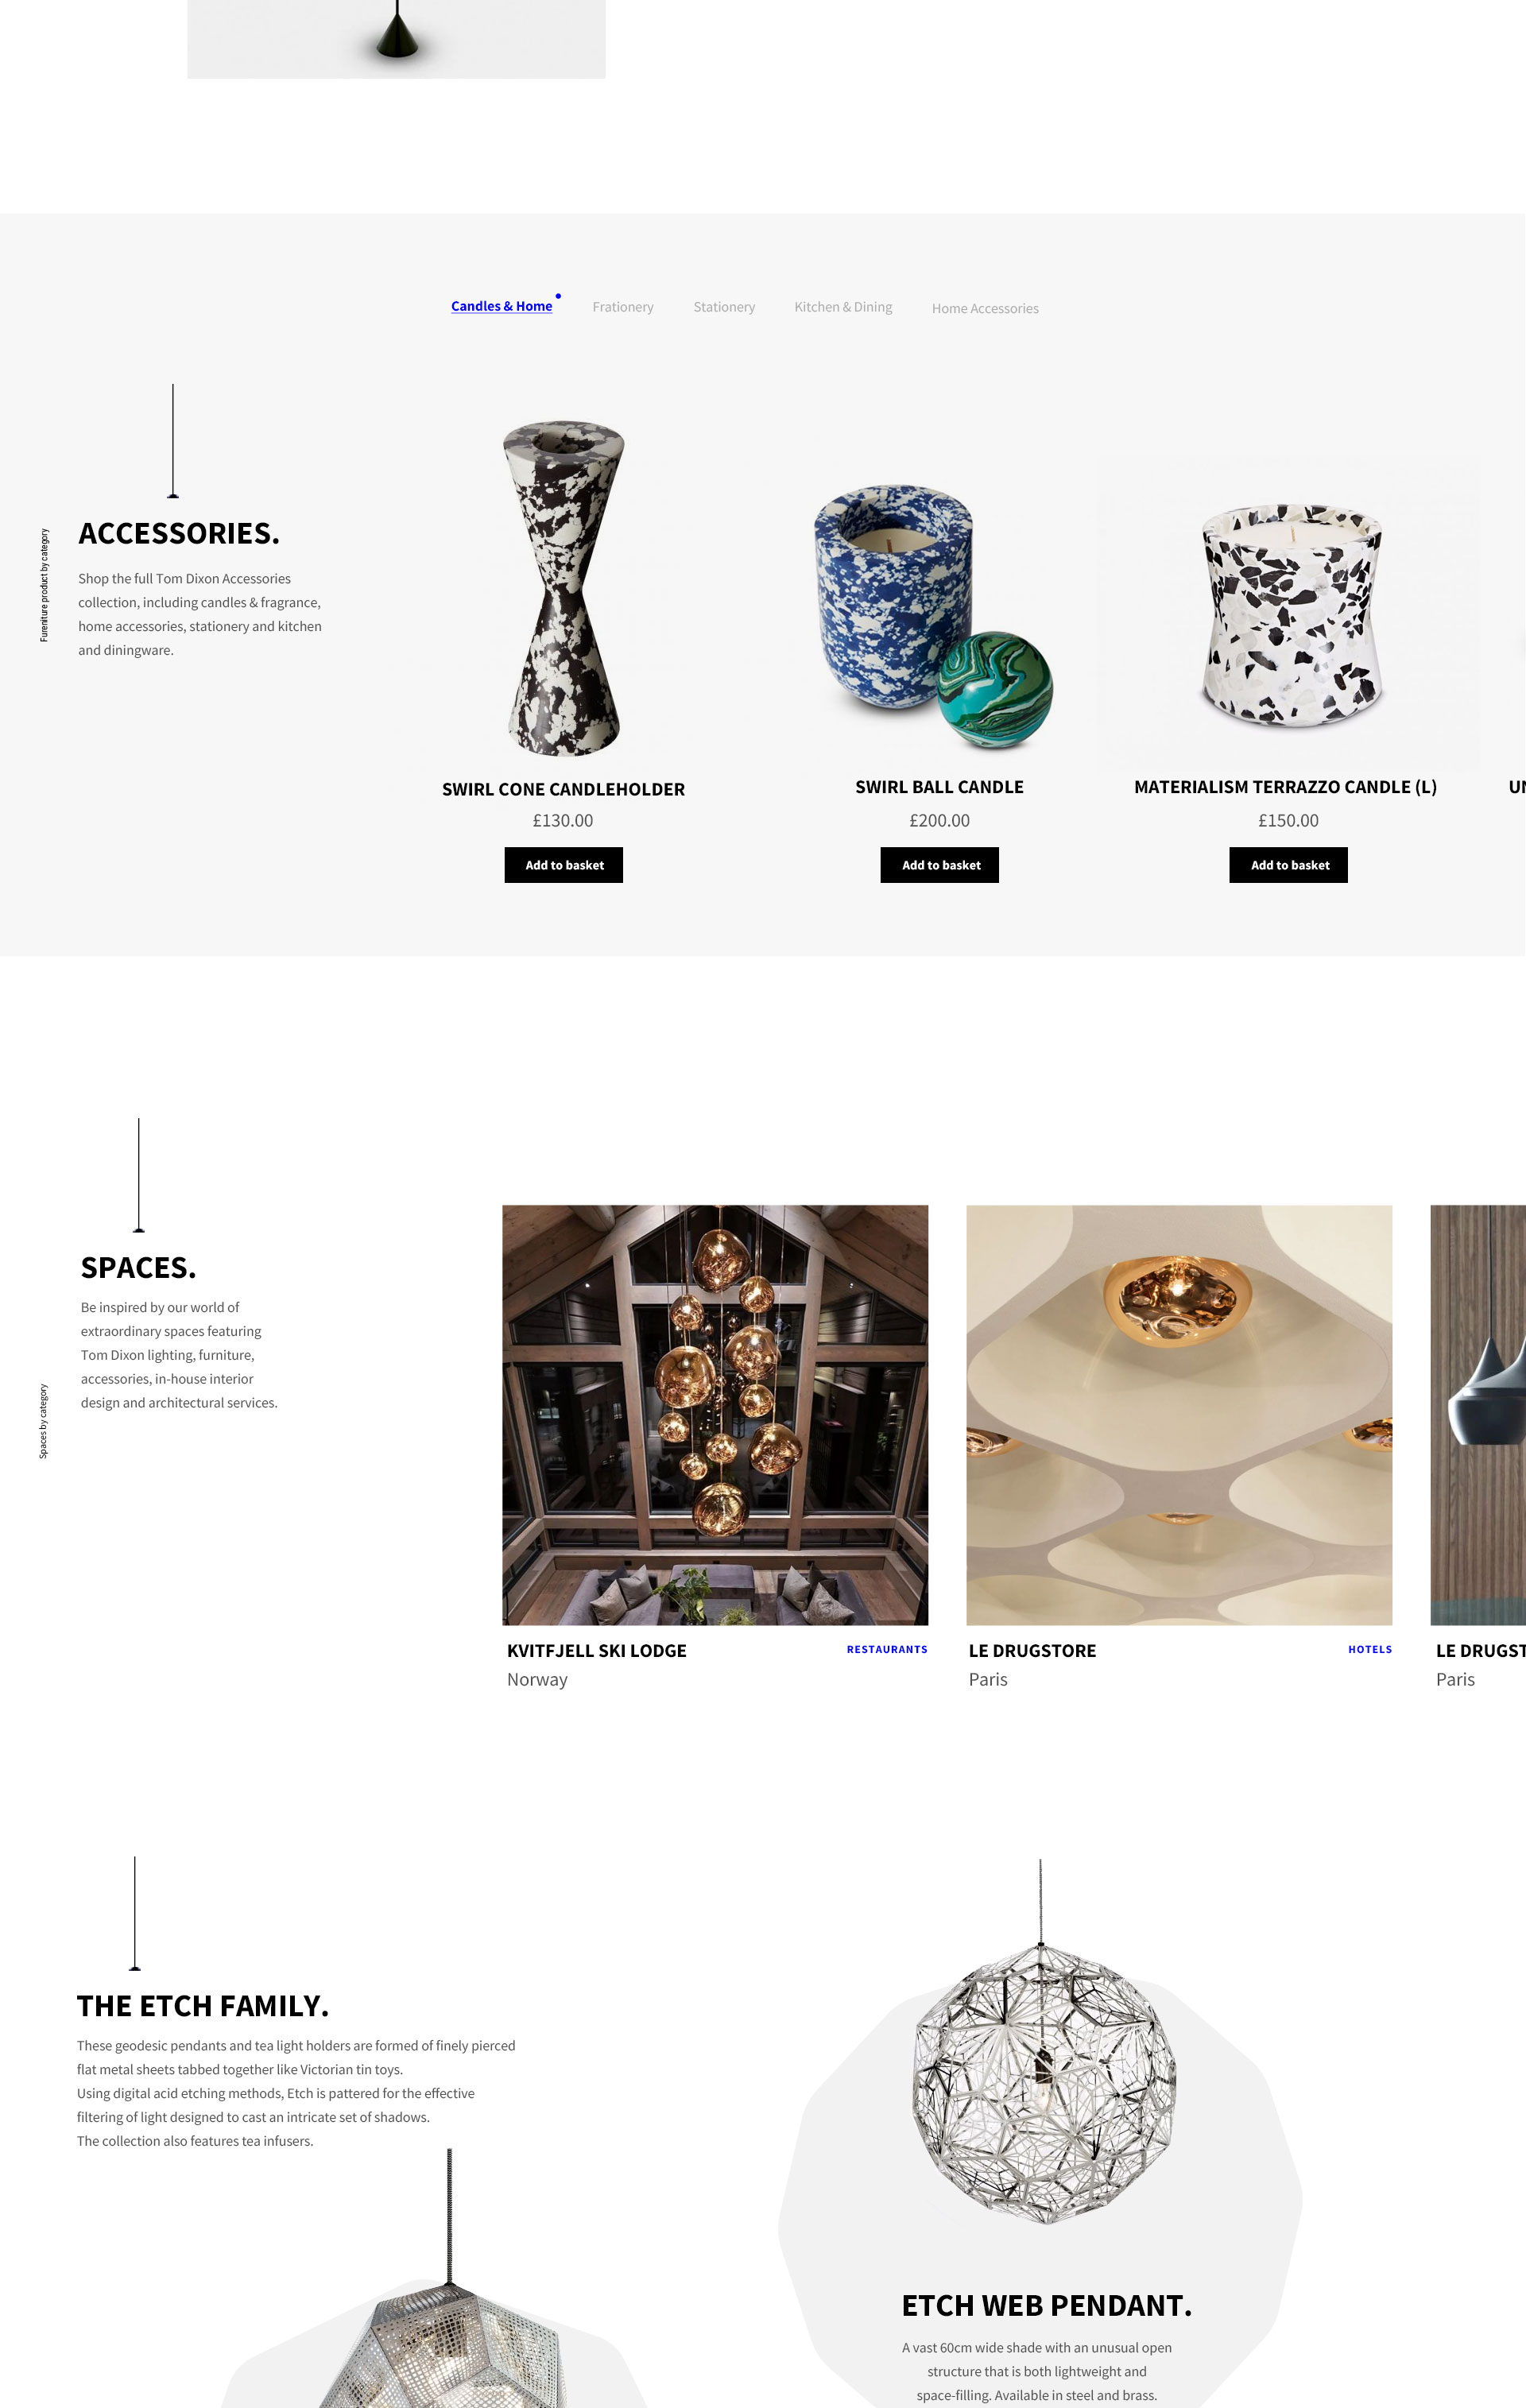 Candles & Home
Frationery
Stationery
Kitchen & Dining
Home Accessories
Fureniture product by category
ACCESSORIES.
Shop the full Tom Dixon Accessories
collection, including candles & fragrance,
home accessories, stationery and kitchen
and diningware.
SWIRL CONE CANDLEHOLDER
£130.00
Add to basket
SWIRL BALL CANDLE
£200.00
Add to basket
MATERIALISM TERRAZZO CANDLE (L)
£150.00
Add to basket
UN
Spaces by category
SPACES.
Be inspired by our world of
extraordinary spaces featuring
Tom Dixon lighting, furniture,
accessories, in-house interior
design and architectural services.
KVITFJELL SKI LODGE
RESTAURANTS
Norway
LE DRUGSTORE
HOTELS
Paris
LE DRUGST
Paris
THE ETCH FAMILY.
These geodesic pendants and tea light holders are formed of finely pierced
flat metal sheets tabbed together like Victorian tin toys.
Using digital acid etching methods, Etch is pattered for the effective
filtering of light designed to cast an intricate set of shadows.
The collection also features tea infusers.
ETCH WEB PENDANT.
A vast 60cm wide shade with an unusual open
structure that is both lightweight and
space-filling. Available in steel and brass.